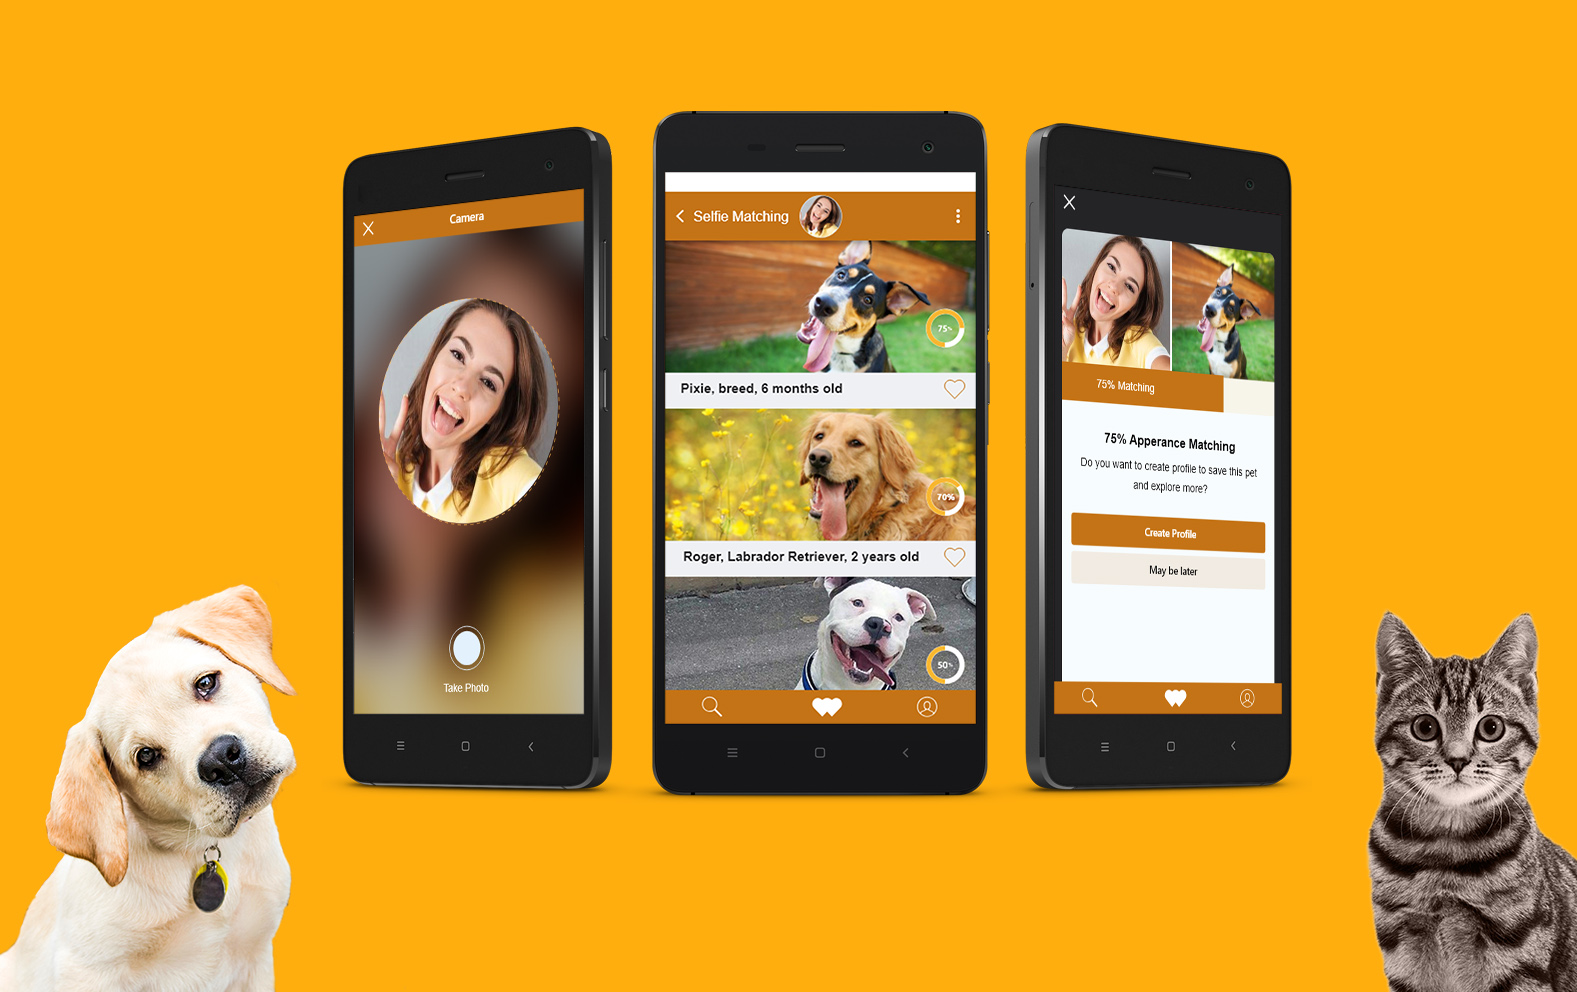 Camera
Take Photo
Selfie Matching
75%
Pixie, breed, 6 months old
70%
Roger, Labrador Retriever, 2 years old
50%
75% Matching
75% Apperance Matching
Do you want to create profile to save this pet
and explore more?
Create Profile
May be later